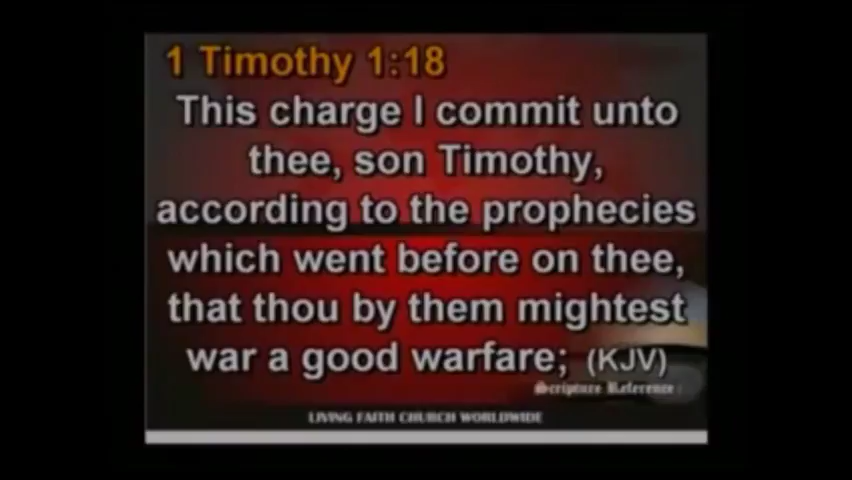 1 Timothy 1:18
This charge I commit unto
thee, son Timothy,
according to the prophecies
which went before on thee,
that thou by them mightest
war a good warfare; (KJV)
Scripture Reference :
LIVING FAITH CHURCH WORLDWIDE